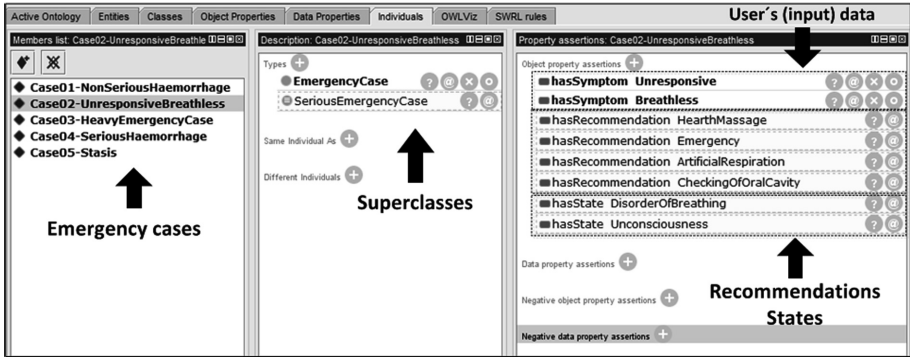 Active Ontology Entities Classes Object Properties Data Properties Individuals OWLViz SWRL rules
User´s (input) data
Members list: Case02-UnresponsiveBreathle
Case01-NonSeriousHaemorrhage
Case02-UnresponsiveBreathless
Case03-HeavyEmergencyCase
Case04-SeriousHaemorrhage
Case05-Stasis
Emergency cases
Description: Case02-UnresponsiveBreathless
Types
EmergencyCase
SeriousEmergencyCase
Same Individual As
Different Individuals
Superclasses
Property assertions: Case02-UnresponsiveBreathless
Object property assertions
hasSymptom Unresponsive
hasSymptom Breathless
hasRecommendation HearthMassage
hasRecommendation Emergency
hasRecommendation ArtificialRespiration
hasRecommendation CheckingOfOralCavity
hasState DisorderOfBreathing
hasState Unconsciousness
Data property assertions
Negative object property assertions
Recommendations
States
Negative data property assertions